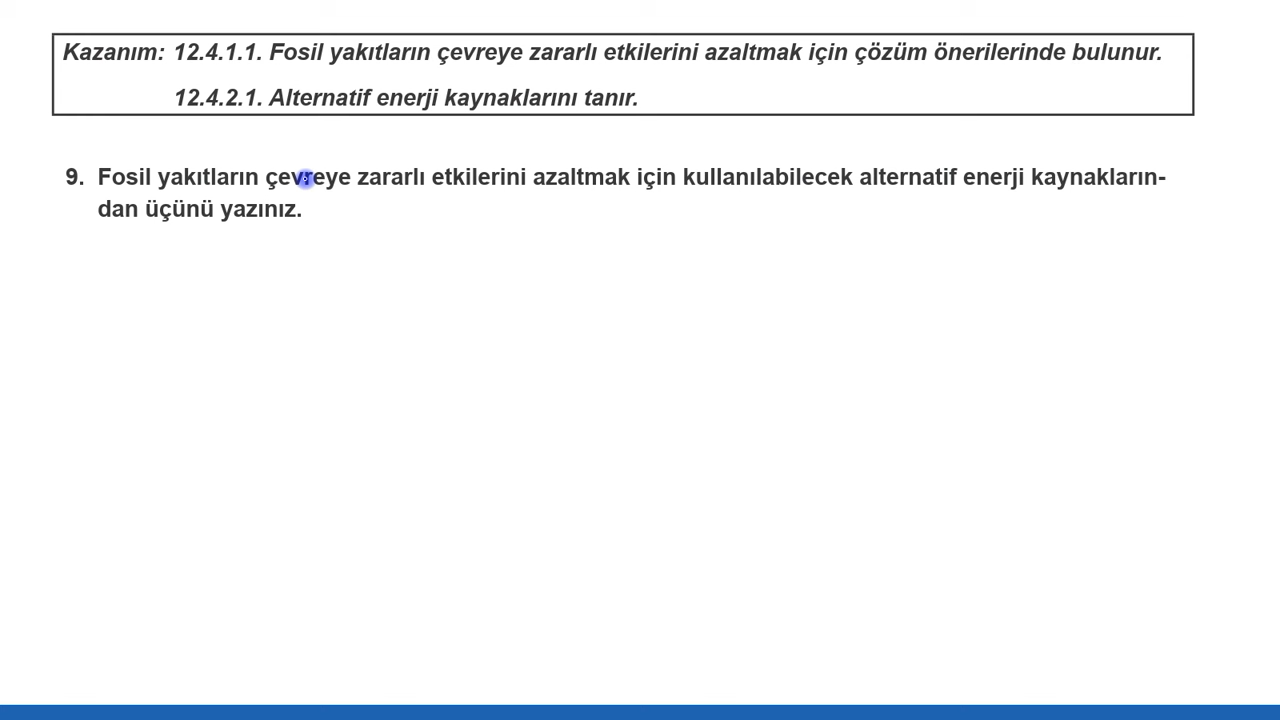 Kazanım: 12.4.1.1. Fosil yakıtların çevreye zararlı etkilerini azaltmak için çözüm önerilerinde bulunur.
12.4.2.1. Alternatif enerji kaynaklarını tanır.
9. Fosil yakıtların çevreye zararlı etkilerini azaltmak için kullanılabilecek alternatif enerji kaynakların-
dan üçünü yazınız.